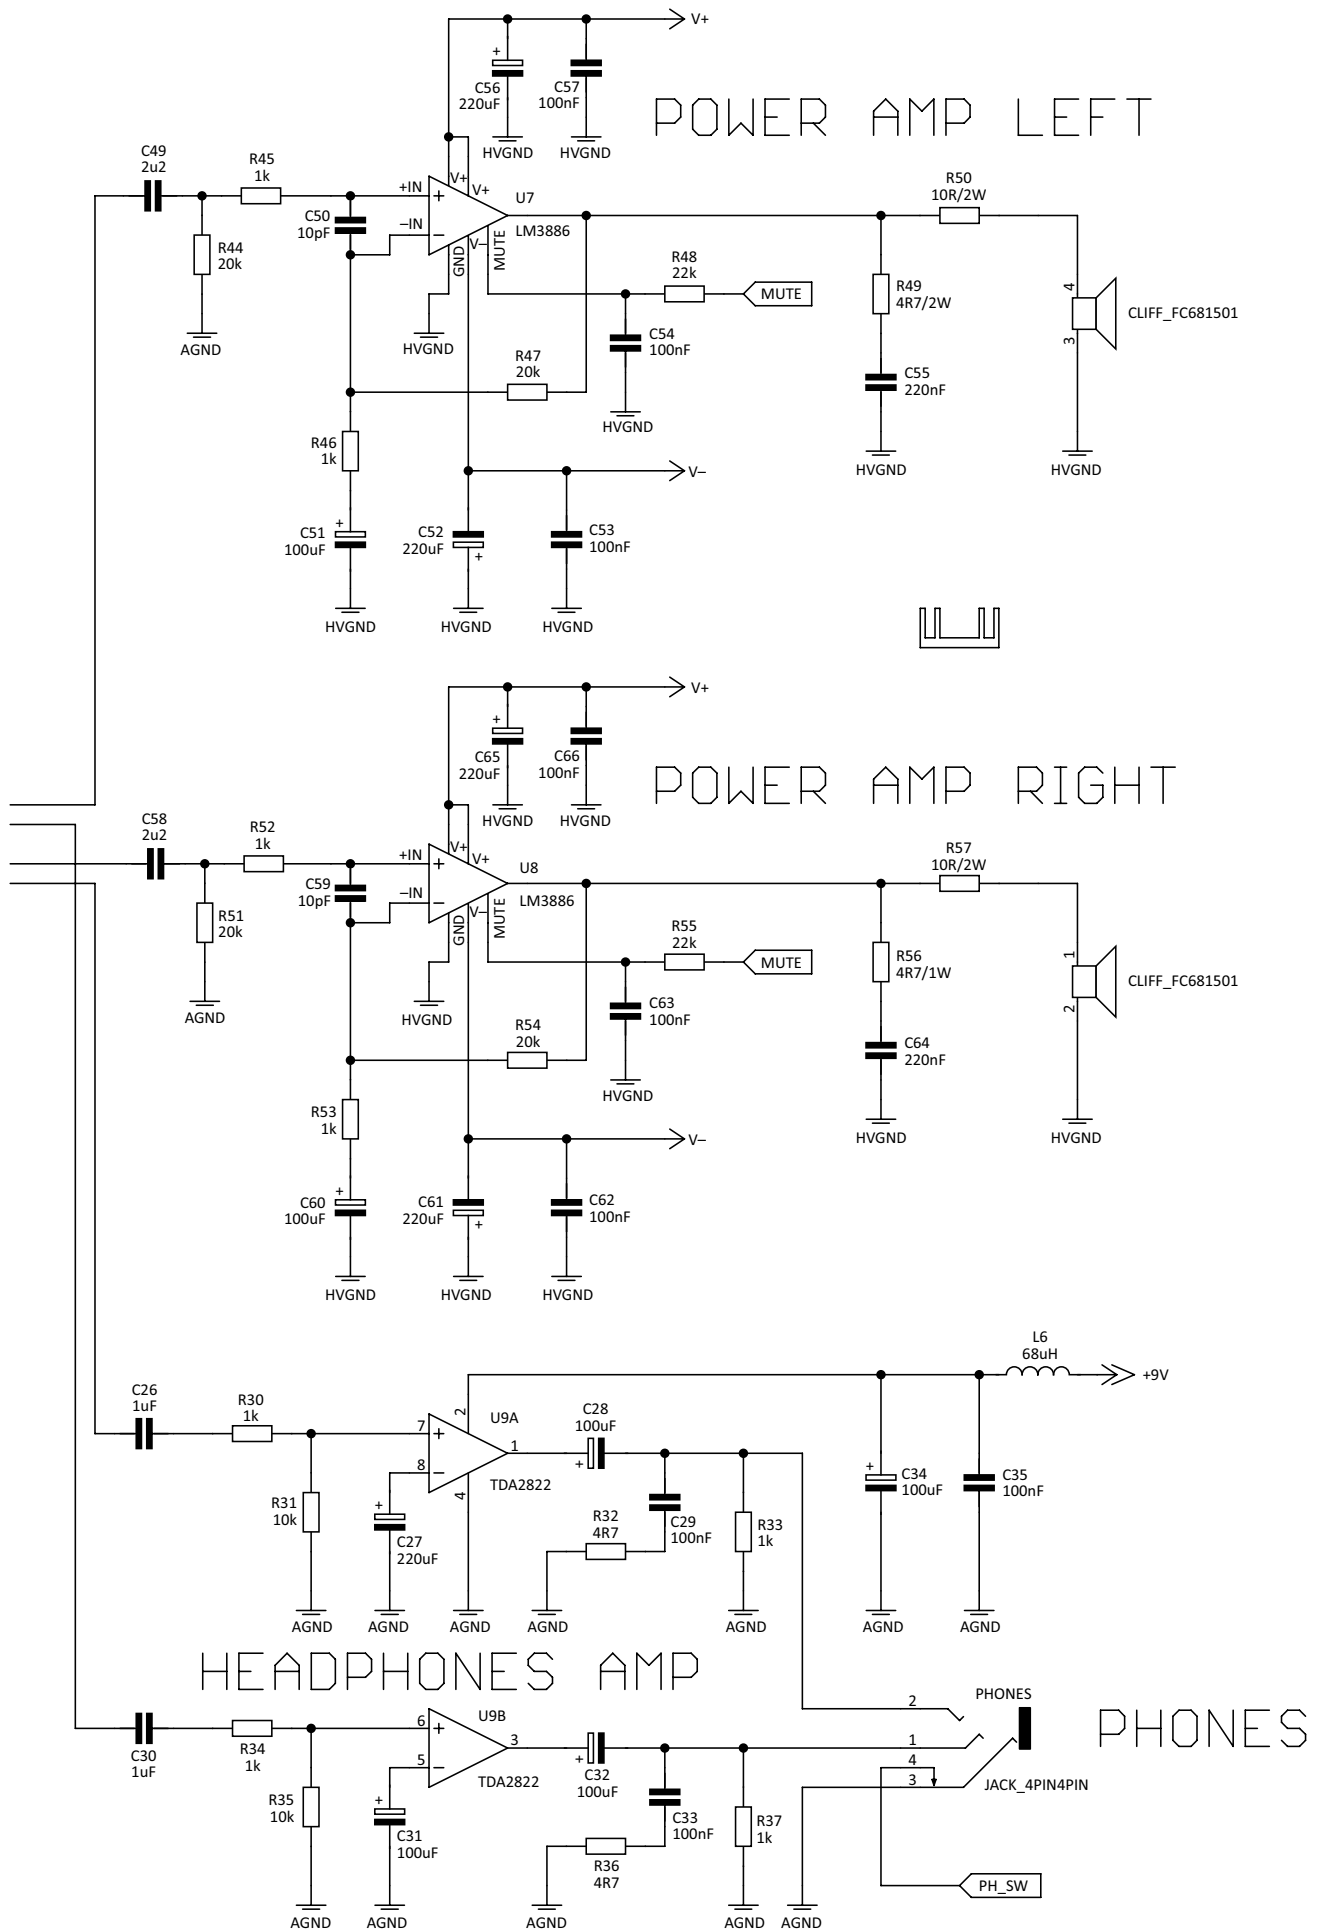 V+
+
C56
220uF
C57
100nF
HVGND
HVGND
POWER AMP LEFT
C49
2u2
R45
1k
+IN
–IN
V+
V+
+
–
U7
LM3886
GND
V–
MUTE
C50
10pF
R44
20k
AGND
HVGND
R48
22k
MUTE
C54
100nF
HVGND
R47
20k
R50
10R/2W
R49
4R7/2W
C55
220nF
HVGND
4
3
CLIFF_FC681501
HVGND
R46
1k
V–
+
C51
100uF
C52
220uF
+
C53
100nF
HVGND
HVGND
HVGND
V+
+
C65
220uF
C66
100nF
HVGND
HVGND
POWER AMP RIGHT
C58
2u2
R52
1k
+IN
–IN
V+
V+
+
–
U8
LM3886
GND
V–
MUTE
C59
10pF
R51
20k
AGND
HVGND
R55
22k
MUTE
C63
100nF
HVGND
R54
20k
R57
10R/2W
R56
4R7/1W
C64
220nF
HVGND
1
2
CLIFF_FC681501
HVGND
R53
1k
V–
+
C60
100uF
C61
220uF
+
C62
100nF
HVGND
HVGND
HVGND
L6
68uH
+9V
C26
1uF
R30
1k
7
8
+
–
2
4
U9A
1
TDA2822
C28
100uF
+
R31
10k
+
C27
220uF
R32
4R7
C29
100nF
R33
1k
+
C34
100uF
C35
100nF
AGND
AGND
AGND
AGND
AGND
AGND
AGND
HEADPHONES AMP
C30
1uF
R34
1k
6
5
+
–
U9B
3
TDA2822
+
C32
100uF
R35
10k
+
C31
100uF
R36
4R7
C33
100nF
R37
1k
2
1
4
3
PHONES
JACK_4PIN4PIN
PHONES
PH_SW
AGND
AGND
AGND
AGND
AGND